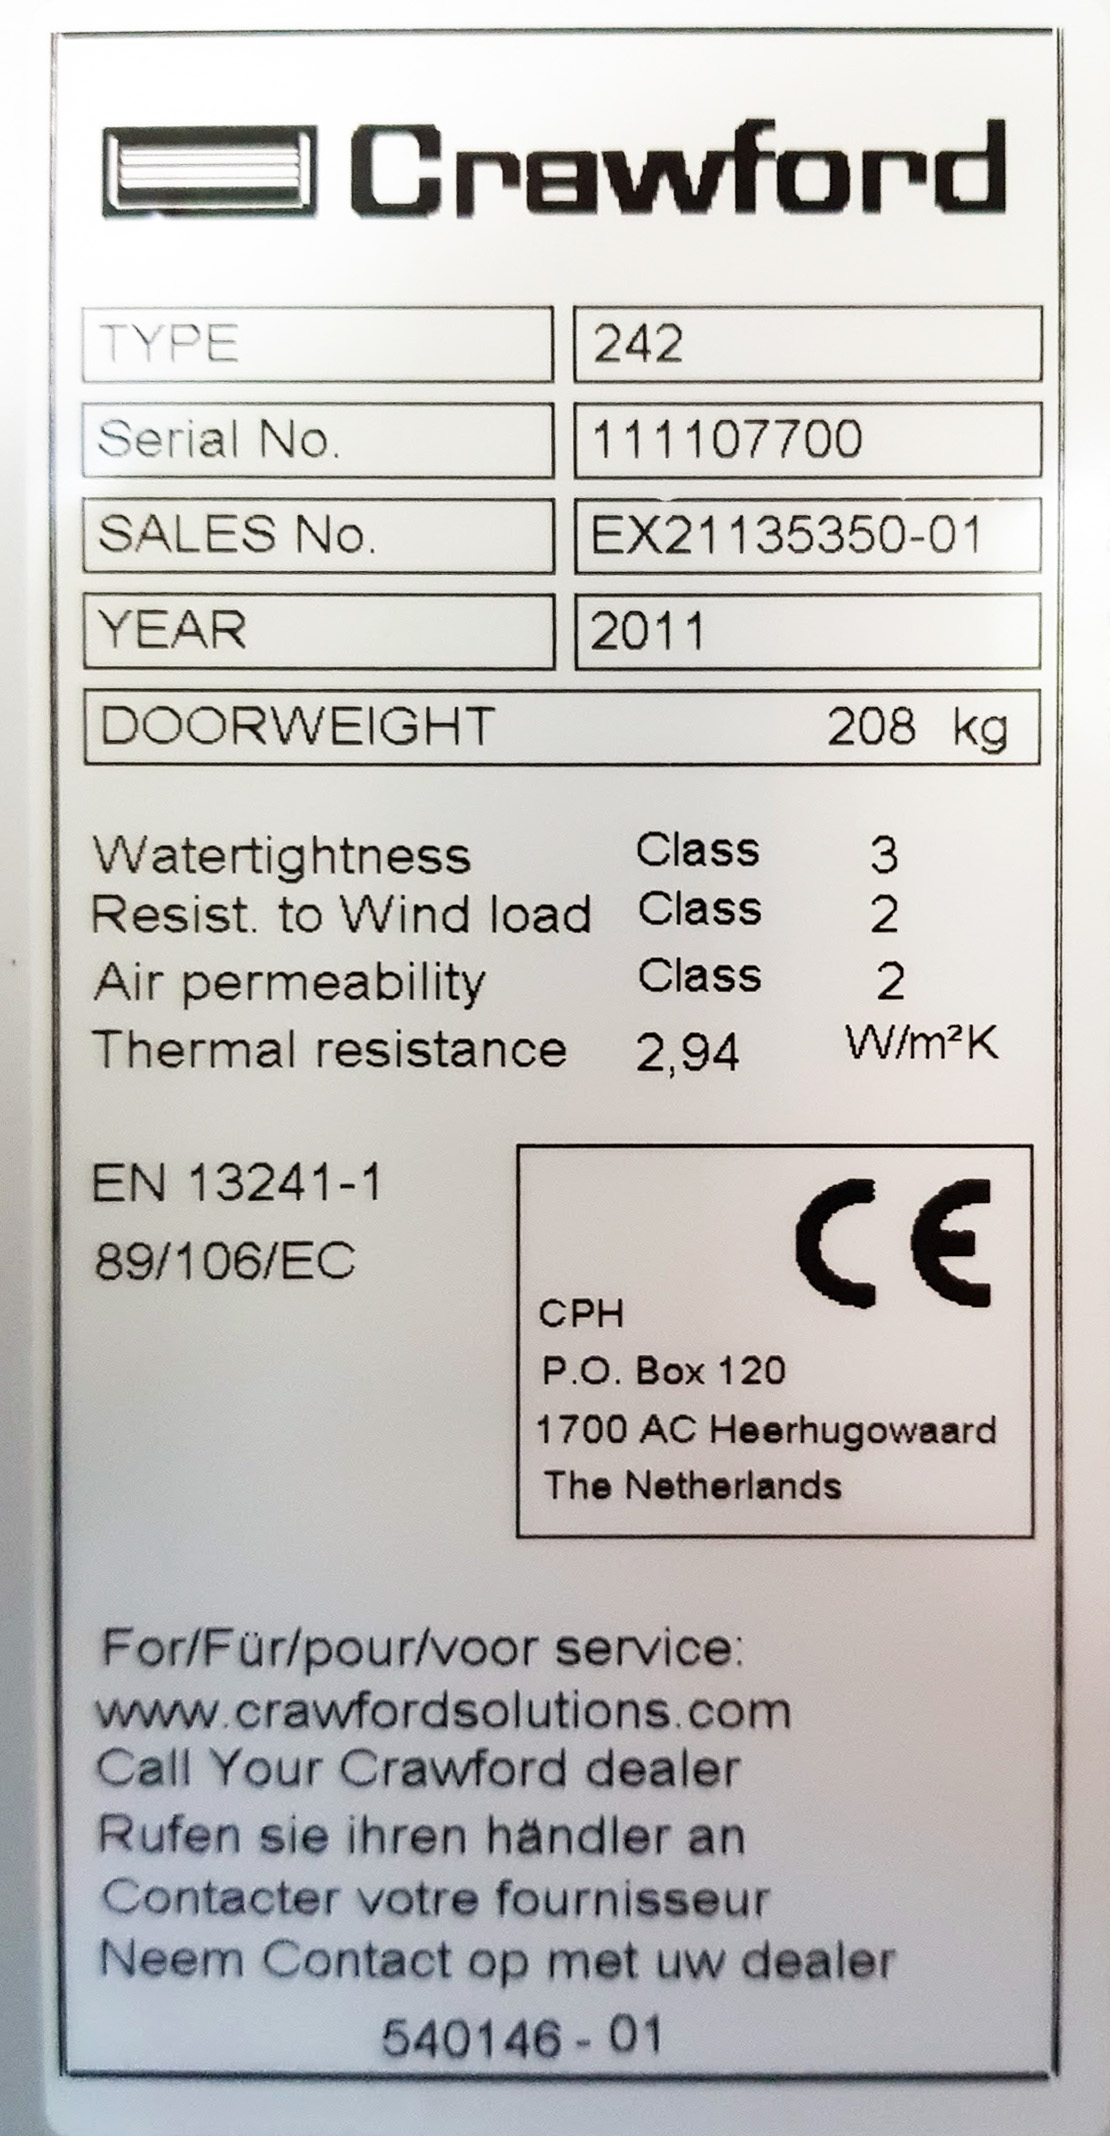 Crawford
TYPE 242
Serial No. 111107700
SALES No. EX21135350-01
YEAR 2011
DOORWEIGHT 208 kg
Watertightness Class 3
Resist. to Wind load Class 2
Air permeability Class 2
Thermal resistance 2,94 W/m²K
EN 13241-1
89/106/EC
CE
CPH
P.O. Box 120
1700 AC Heerhugowaard
The Netherlands
For/Für/pour/voor service:
www.crawfordsolutions.com
Call Your Crawford dealer
Rufen sie ihren händler an
Contacter votre fournisseur
Neem Contact op met uw dealer
540146 - 01